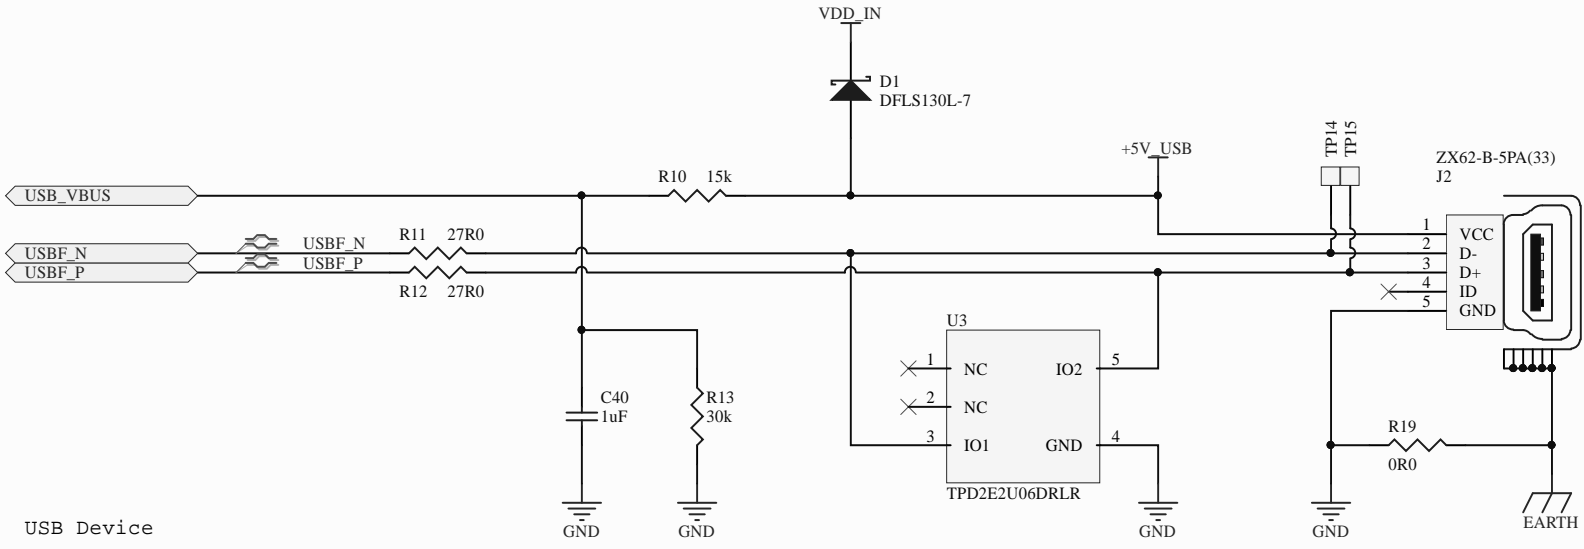 VDD_IN
D1
DFLS130L-7
+5V_USB
TP14
TP15
ZX62-B-5PA(33)
J2
USB_VBUS
R10 15k
USBF_N
USBF_P
USBF_N
USBF_P
R11 27R0
R12 27R0
1 VCC
2 D-
3 D+
4 ID
5 GND
U3
1 NC
2 NC
3 IO1
IO2 5
GND 4
TPD2E2U06DRLR
C40
1uF
R13
30k
R19
0R0
GND
GND
GND
GND
EARTH
USB Device